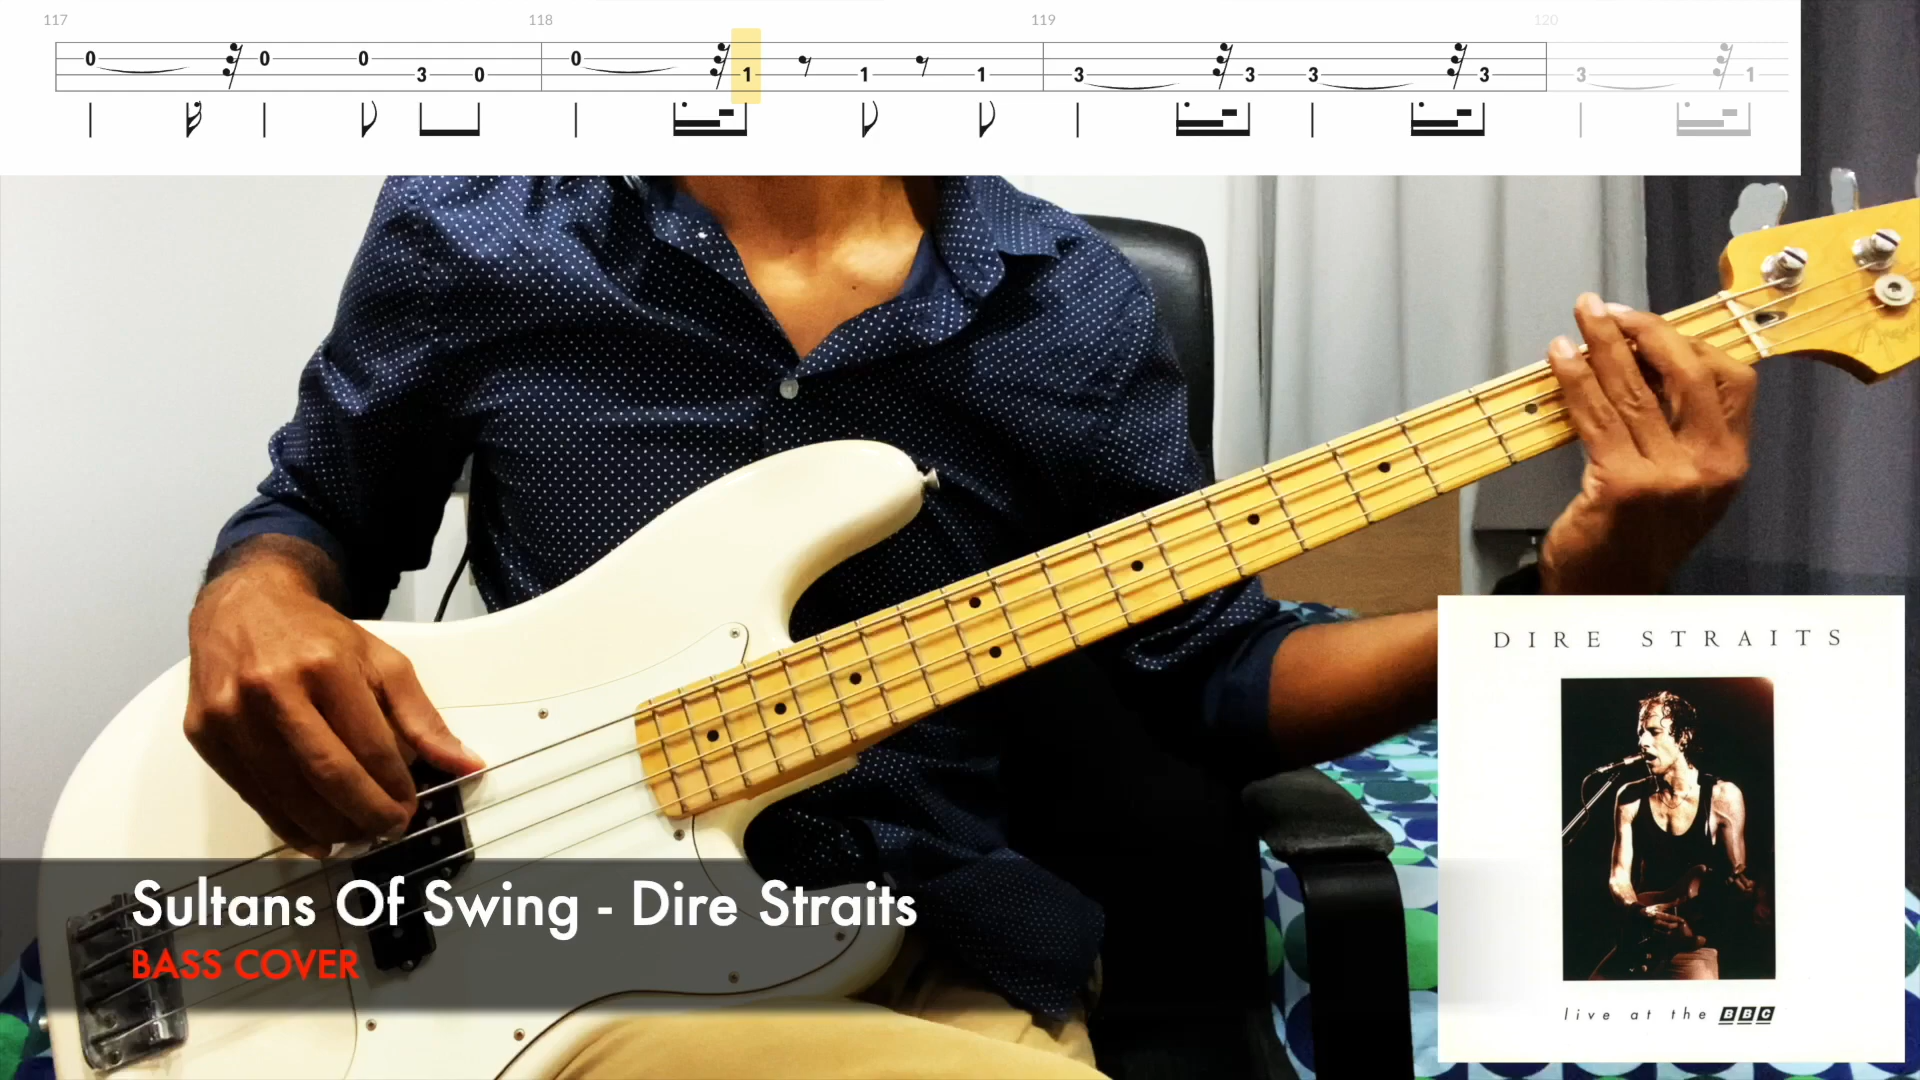 117 118 119 120
0 0 0 0
3 0 1 1 1 3 3 3 3 3 1
DIRE STRAITS
live at the BBC
Sultans Of Swing - Dire Straits
BASS COVER